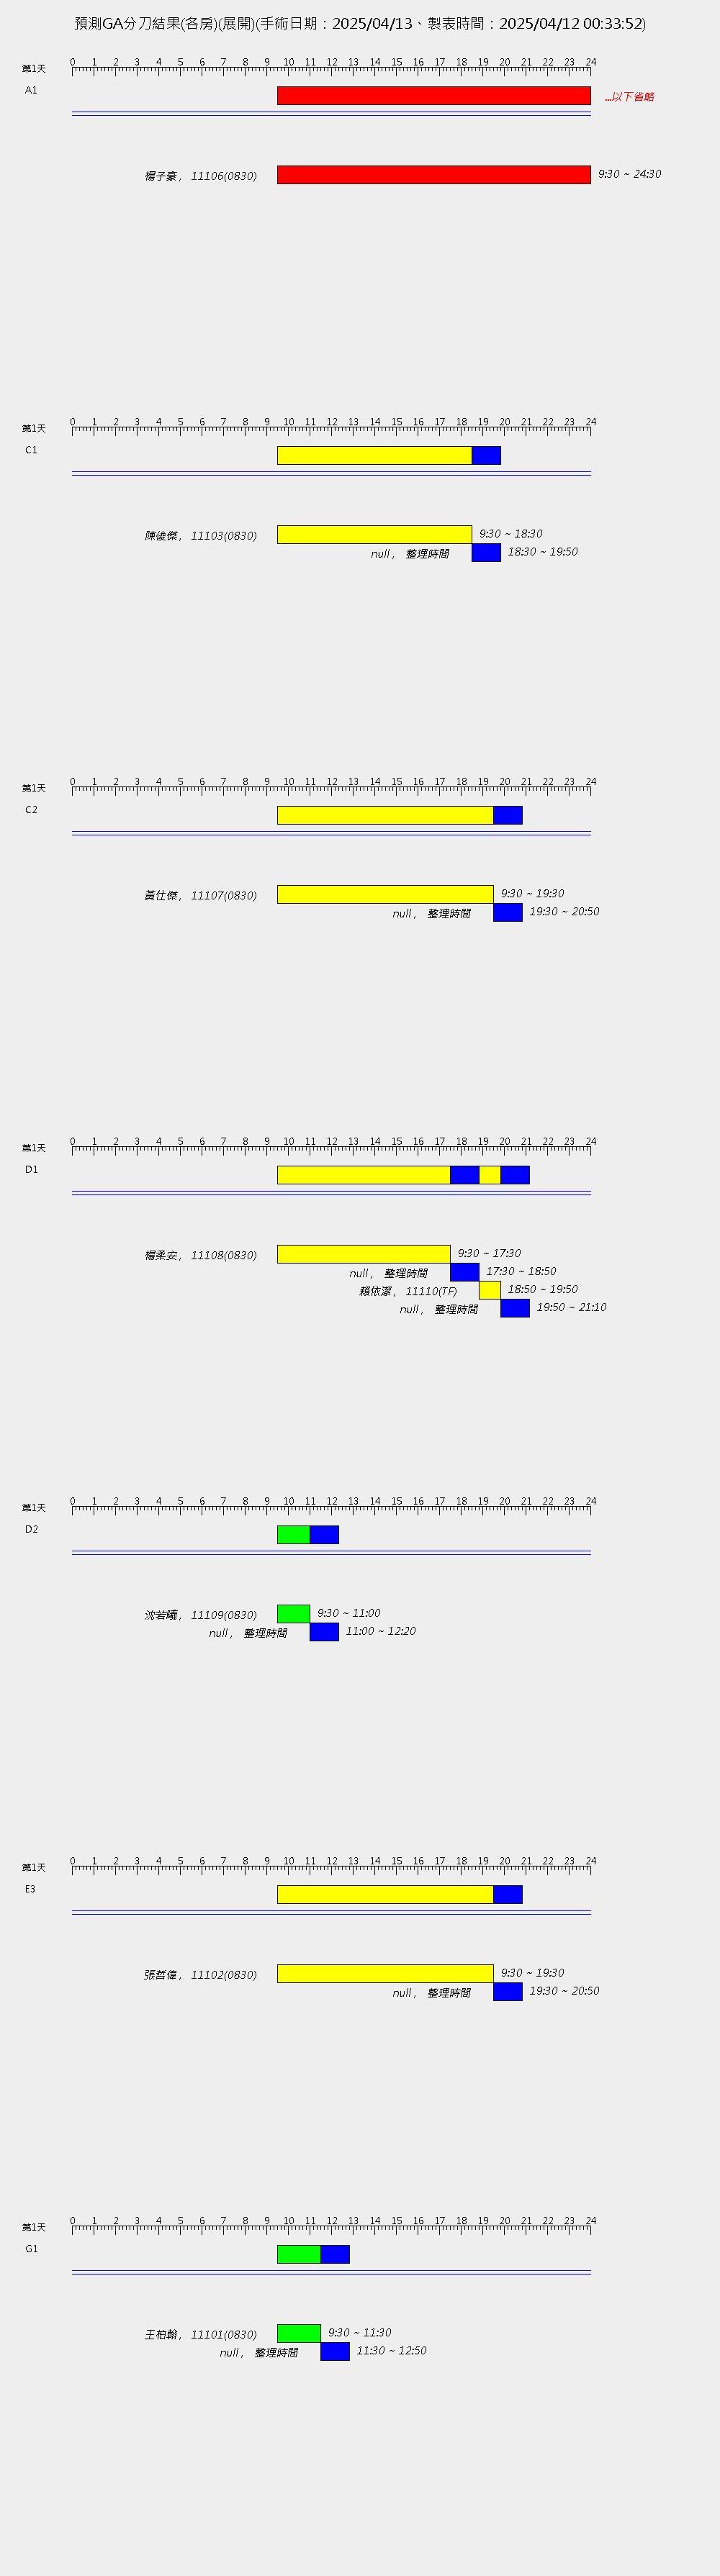 預測GA分刀結果(各房)(展開)(手術日期：2025/04/13、製表時間：2025/04/12 00:33:52)
第1天 0 1 2 3 4 5 6 7 8 9 10 11 12 13 14 15 16 17 18 19 20 21 22 23 24
A1 ...以下省略
楊子豪, 11106(0830) 9:30 ~ 24:30
第1天 0 1 2 3 4 5 6 7 8 9 10 11 12 13 14 15 16 17 18 19 20 21 22 23 24
C1
陳俊傑, 11103(0830) 9:30 ~ 18:30
null, 整理時間 18:30 ~ 19:50
第1天 0 1 2 3 4 5 6 7 8 9 10 11 12 13 14 15 16 17 18 19 20 21 22 23 24
C2
黃仕傑, 11107(0830) 9:30 ~ 19:30
null, 整理時間 19:30 ~ 20:50
第1天 0 1 2 3 4 5 6 7 8 9 10 11 12 13 14 15 16 17 18 19 20 21 22 23 24
D1
楊柔安, 11108(0830) 9:30 ~ 17:30
null, 整理時間 17:30 ~ 18:50
賴依潔, 11110(TF) 18:50 ~ 19:50
null, 整理時間 19:50 ~ 21:10
第1天 0 1 2 3 4 5 6 7 8 9 10 11 12 13 14 15 16 17 18 19 20 21 22 23 24
D2
沈若曦, 11109(0830) 9:30 ~ 11:00
null, 整理時間 11:00 ~ 12:20
第1天 0 1 2 3 4 5 6 7 8 9 10 11 12 13 14 15 16 17 18 19 20 21 22 23 24
E3
張哲偉, 11102(0830) 9:30 ~ 19:30
null, 整理時間 19:30 ~ 20:50
第1天 0 1 2 3 4 5 6 7 8 9 10 11 12 13 14 15 16 17 18 19 20 21 22 23 24
G1
王柏翰, 11101(0830) 9:30 ~ 11:30
null, 整理時間 11:30 ~ 12:50